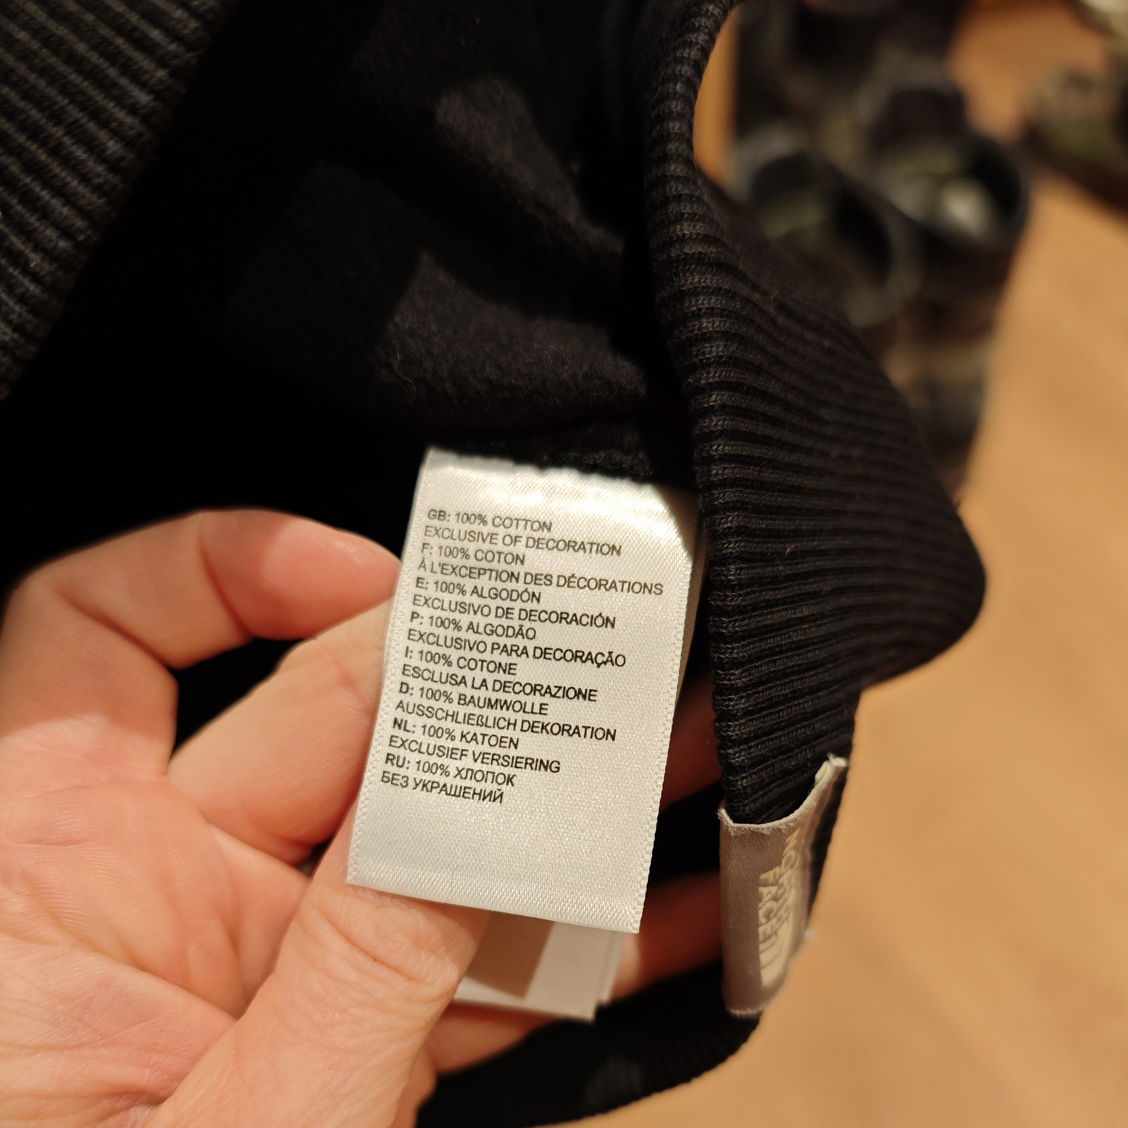 GB: 100% COTTON
EXCLUSIVE OF DECORATION
F: 100% COTON
À L'EXCEPTION DES DÉCORATIONS
E: 100% ALGODÓN
EXCLUSIVO DE DECORACIÓN
P: 100% ALGODÃO
EXCLUSIVO PARA DECORAÇÃO
I: 100% COTONE
ESCLUSA LA DECORAZIONE
D: 100% BAUMWOLLE
AUSSCHLIEßLICH DEKORATION
NL: 100% KATOEN
EXCLUSIEF VERSIERING
RU: 100% ХЛОПОК
БЕЗ УКРАШЕНИЙ